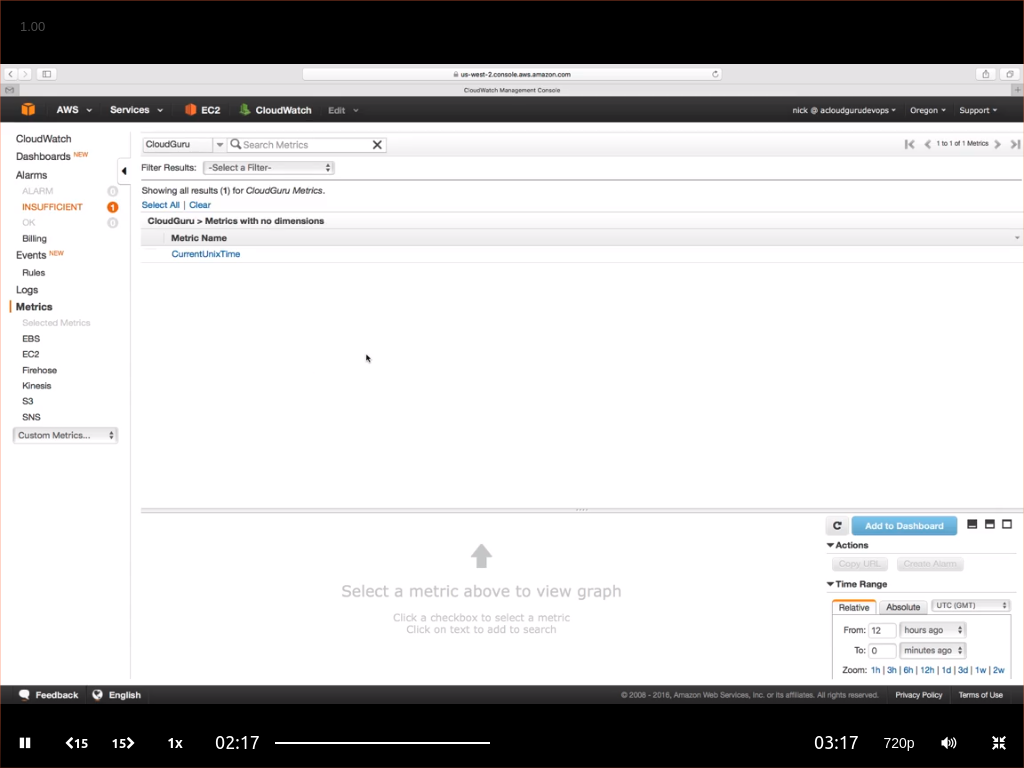 1.00
us-west-2.console.aws.amazon.com
CloudWatch Management Console
AWS Services EC2 CloudWatch Edit nick @ acloudgurudevops Oregon Support
CloudWatch
Dashboards NEW
Alarms
ALARM 0
INSUFFICIENT 1
OK 0
Billing
Events NEW
Rules
Logs
Metrics
Selected Metrics
EBS
EC2
Firehose
Kinesis
S3
SNS
Custom Metrics...
CloudGuru Search Metrics 1 to 1 of 1 Metrics
Filter Results: -Select a Filter-
Showing all results (1) for CloudGuru Metrics.
Select All | Clear
CloudGuru > Metrics with no dimensions
Metric Name
CurrentUnixTime
Select a metric above to view graph
Click a checkbox to select a metric
Click on text to add to search
Add to Dashboard
Actions
Copy URL Create Alarm
Time Range
Relative Absolute UTC (GMT)
From: 12 hours ago
To: 0 minutes ago
Zoom: 1h | 3h | 6h | 12h | 1d | 3d | 1w | 2w
Feedback English © 2008 - 2016, Amazon Web Services, Inc. or its affiliates. All rights reserved. Privacy Policy Terms of Use
15 15 1x 02:17 03:17 720p